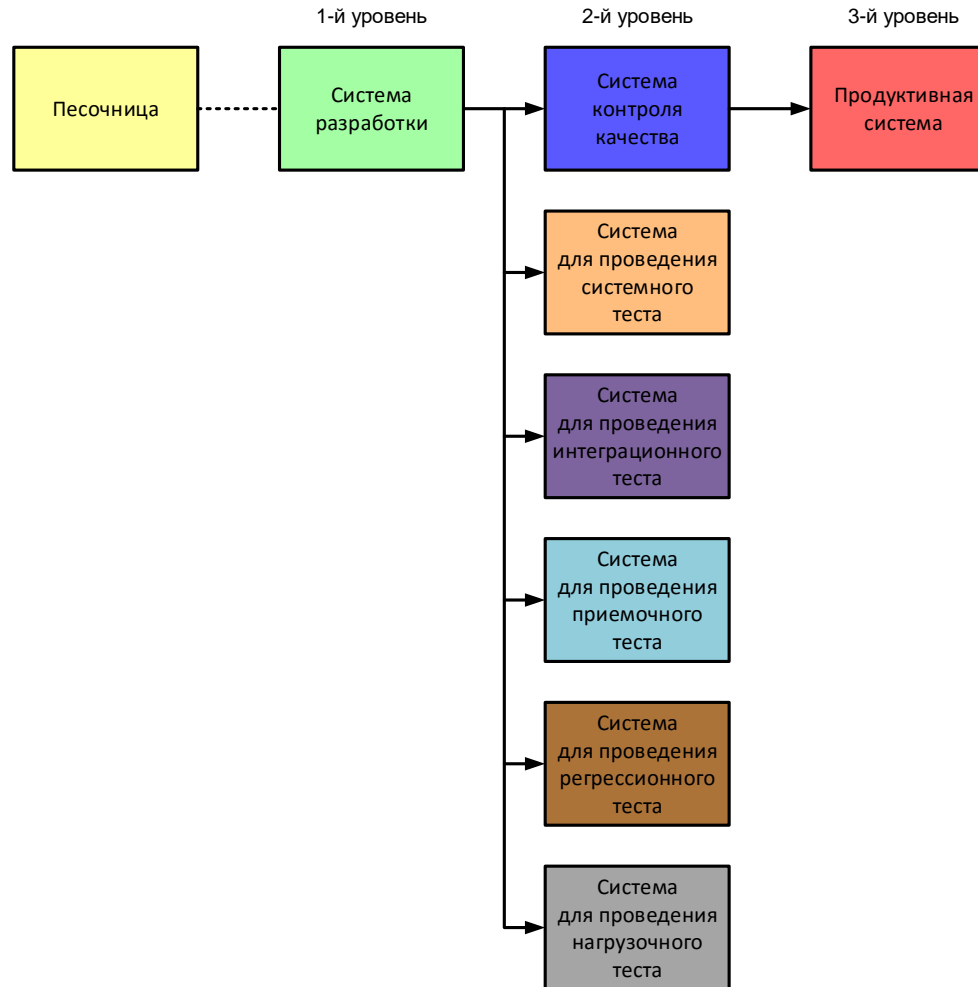 1-й уровень
2-й уровень
3-й уровень
Песочница
Система
разработки
Система
контроля
качества
Продуктивная
система
Система
для проведения
системного
теста
Система
для проведения
интеграционного
теста
Система
для проведения
приемочного
теста
Система
для проведения
регрессионного
теста
Система
для проведения
нагрузочного
теста